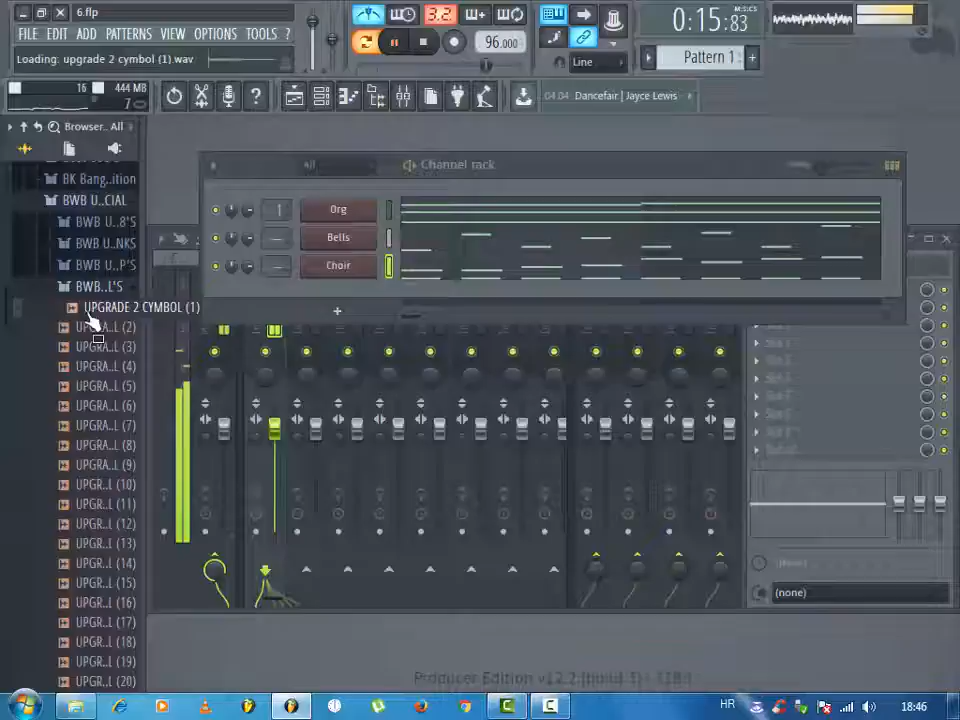 6.flp
FILE EDIT ADD PATTERNS VIEW OPTIONS TOOLS ?
Loading: upgrade 2 cymbol (1).wav
3.2
96.000
Line
0:15:83
M:S:CS
Pattern 1
16
444 MB
7
04.04 Dancefair | Jayce Lewis
Browser.. All
BK Bang..ition
BWB U..CIAL
BWB U..8'S
BWB U..NKS
BWB U..P'S
BWB..L'S
UPGRADE 2 CYMBOL (1)
UPGRA..L (2)
UPGRA..L (3)
UPGRA..L (4)
UPGRA..L (5)
UPGRA..L (6)
UPGRA..L (7)
UPGRA..L (8)
UPGRA..L (9)
UPGR..L (10)
UPGR..L (11)
UPGR..L (12)
UPGR..L (13)
UPGR..L (14)
UPGR..L (15)
UPGR..L (16)
UPGR..L (17)
UPGR..L (18)
UPGR..L (19)
UPGR..L (20)
All
Channel rack
1
Org
Bells
Choir
+
(none)
(none)
HR
18:46